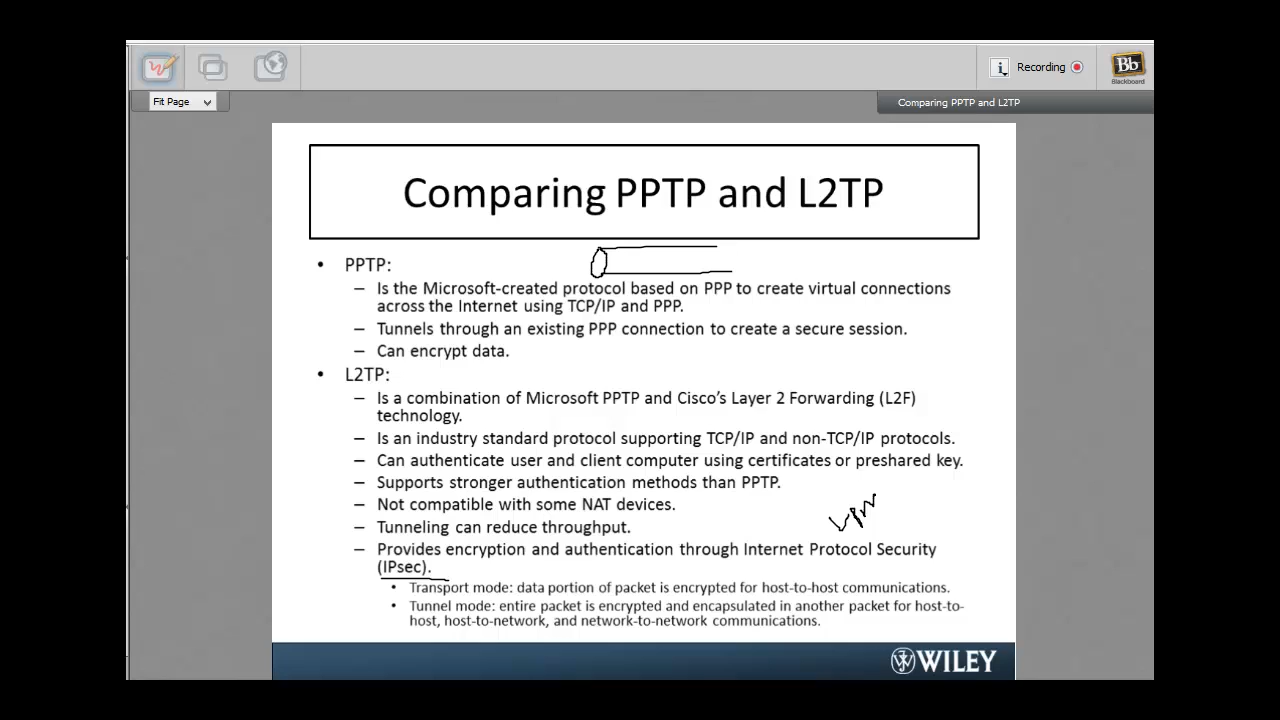 Recording
Bb
Blackboard
Fit Page
Comparing PPTP and L2TP
Comparing PPTP and L2TP
• PPTP:
– Is the Microsoft-created protocol based on PPP to create virtual connections
across the Internet using TCP/IP and PPP.
– Tunnels through an existing PPP connection to create a secure session.
– Can encrypt data.
• L2TP:
– Is a combination of Microsoft PPTP and Cisco's Layer 2 Forwarding (L2F)
technology.
– Is an industry standard protocol supporting TCP/IP and non-TCP/IP protocols.
– Can authenticate user and client computer using certificates or preshared key.
– Supports stronger authentication methods than PPTP.
– Not compatible with some NAT devices.
VPN
– Tunneling can reduce throughput.
– Provides encryption and authentication through Internet Protocol Security
(IPsec).
• Transport mode: data portion of packet is encrypted for host-to-host communications.
• Tunnel mode: entire packet is encrypted and encapsulated in another packet for host-to-
host, host-to-network, and network-to-network communications.
WILEY